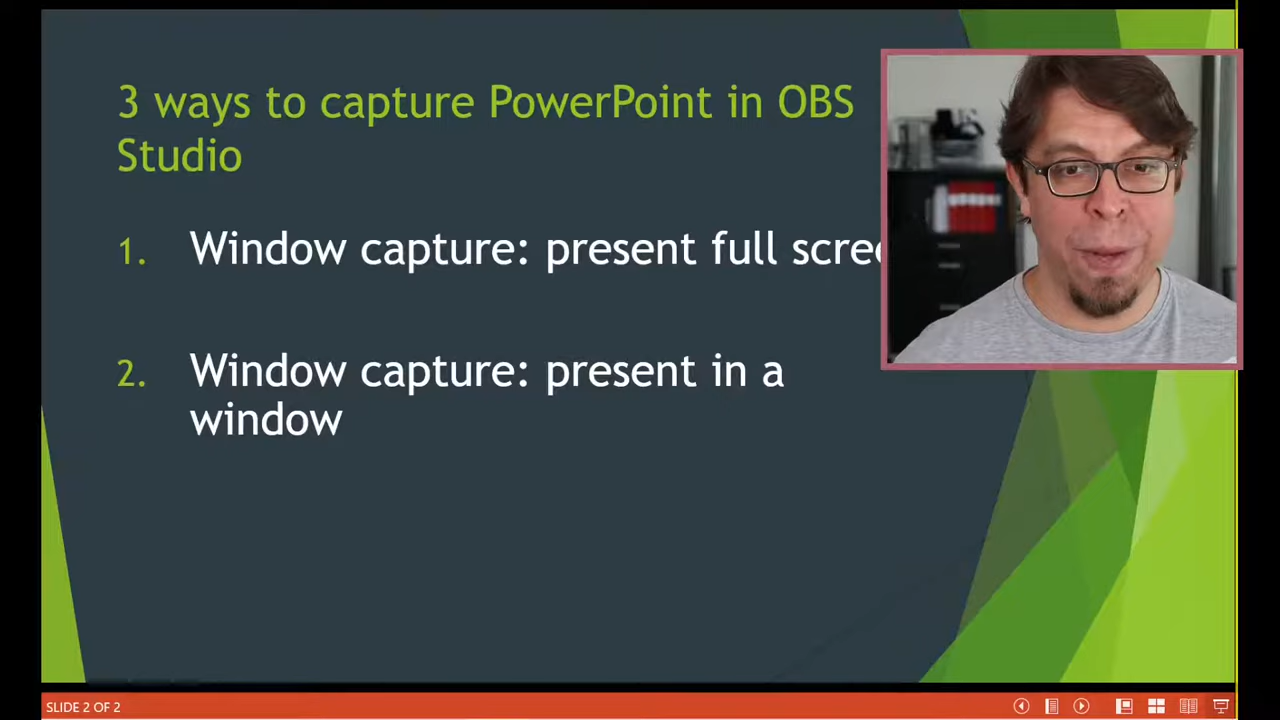 3 ways to capture PowerPoint in OBS
Studio
1. Window capture: present full
2. Window capture: present in a
window
SLIDE 2 OF 2